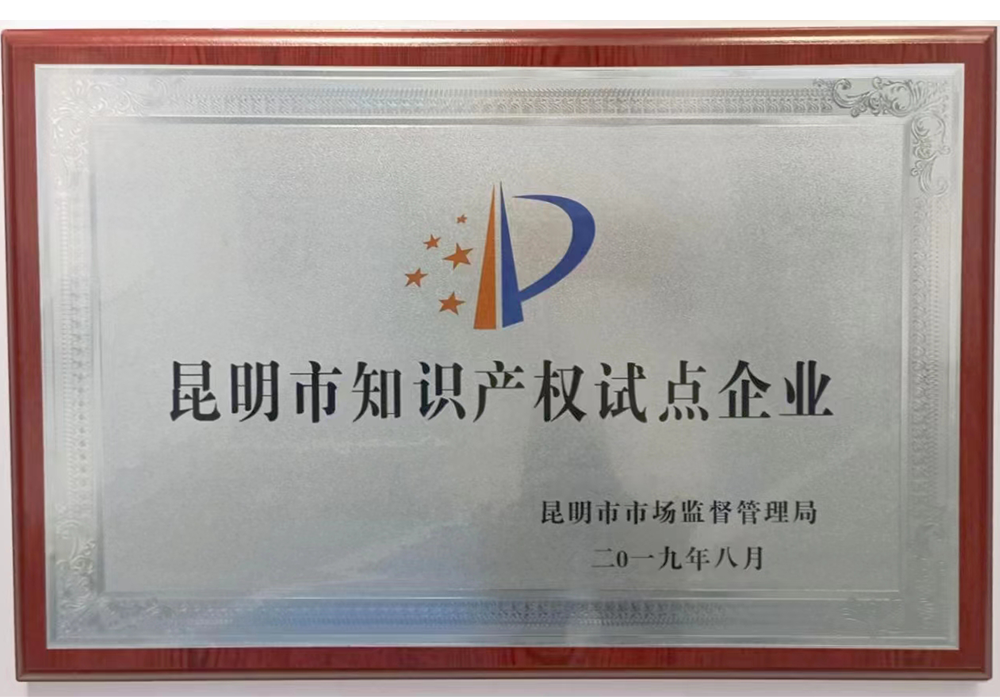 昆明市知识产权试点企业
昆明市市场监督管理局
二0一九年八月